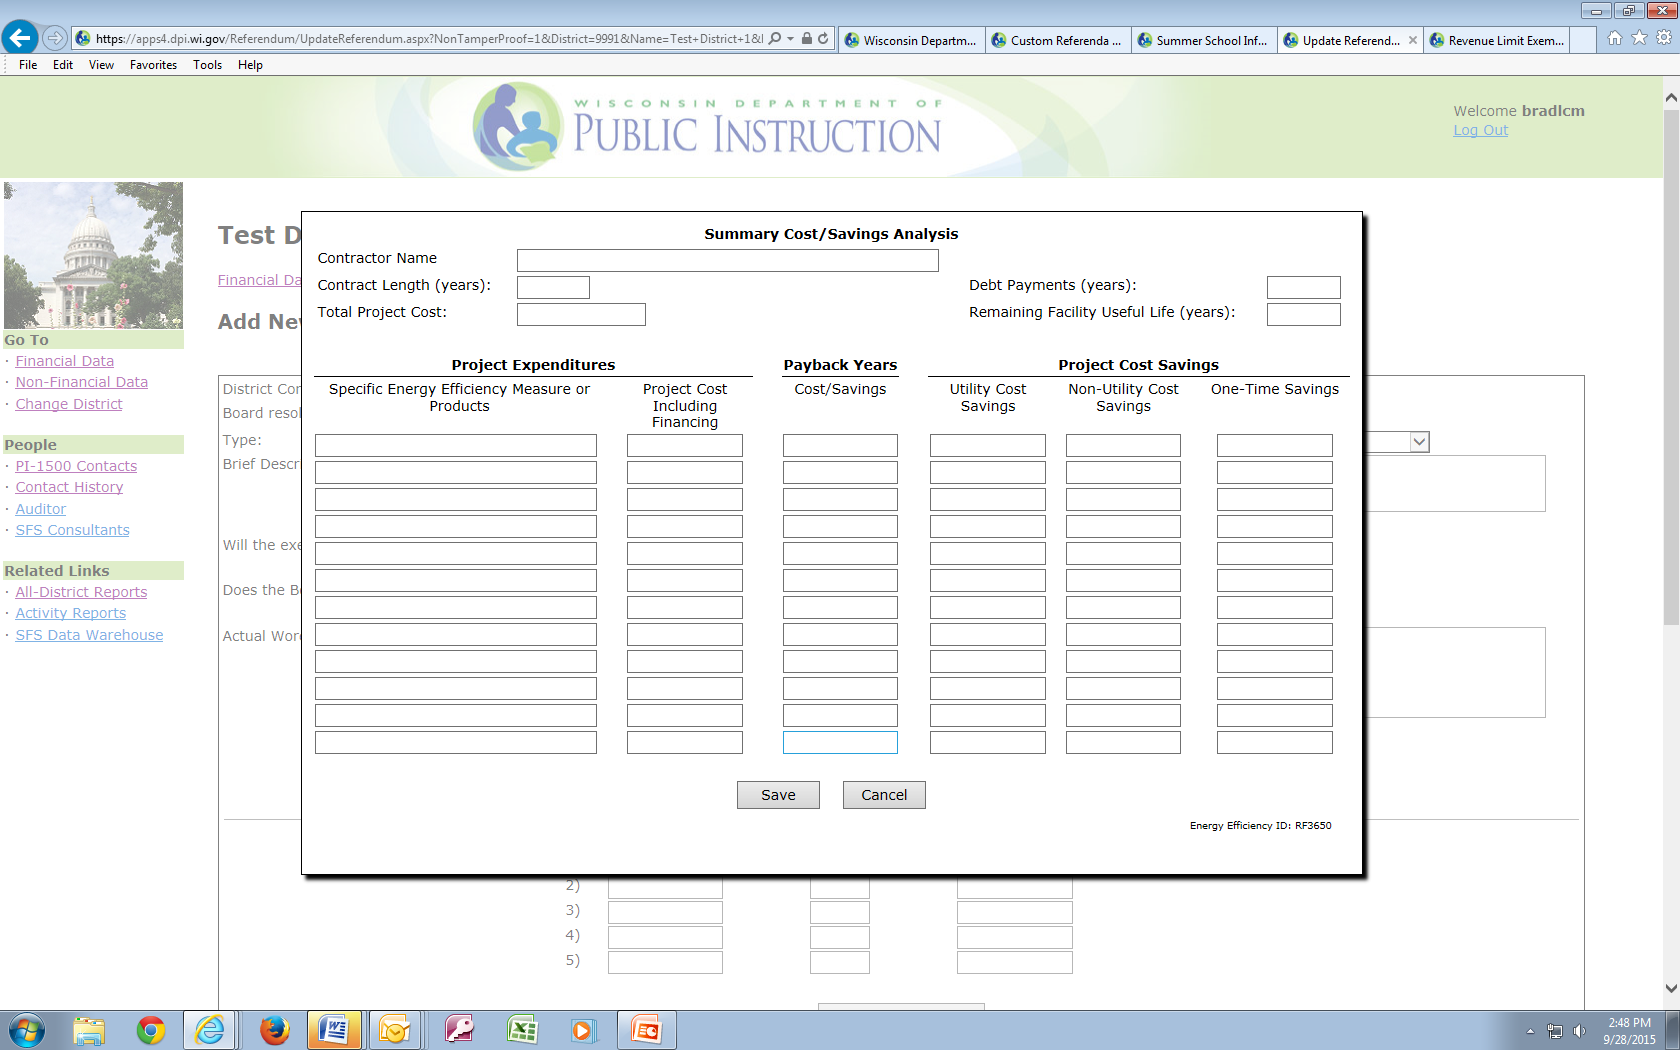 https://apps4.dpi.wi.gov/Referendum/UpdateReferendum.aspx?NonTamperProof=1&District=9991&Name=Test+District+1&I
Wisconsin Departm...
Custom Referenda ...
Summer School Inf...
Update Referend...
Revenue Limit Exem...
File Edit View Favorites Tools Help
WISCONSIN DEPARTMENT OF
PUBLIC INSTRUCTION
Welcome bradlcm
Log Out
Test D
Financial Da
Add Ne
Go To
· Financial Data
· Non-Financial Data
· Change District
People
· PI-1500 Contacts
· Contact History
· Auditor
· SFS Consultants
Related Links
· All-District Reports
· Activity Reports
· SFS Data Warehouse
District Con
Board resol
Type:
Brief Descr
Will the exe
Does the B
Actual Wor
Summary Cost/Savings Analysis
Contractor Name
Contract Length (years):
Debt Payments (years):
Total Project Cost:
Remaining Facility Useful Life (years):
Project Expenditures
Payback Years
Project Cost Savings
Specific Energy Efficiency Measure or
Products
Project Cost
Including
Financing
Cost/Savings
Utility Cost
Savings
Non-Utility Cost
Savings
One-Time Savings
Save
Cancel
Energy Efficiency ID: RF3650
2)
3)
4)
5)
2:48 PM
9/28/2015